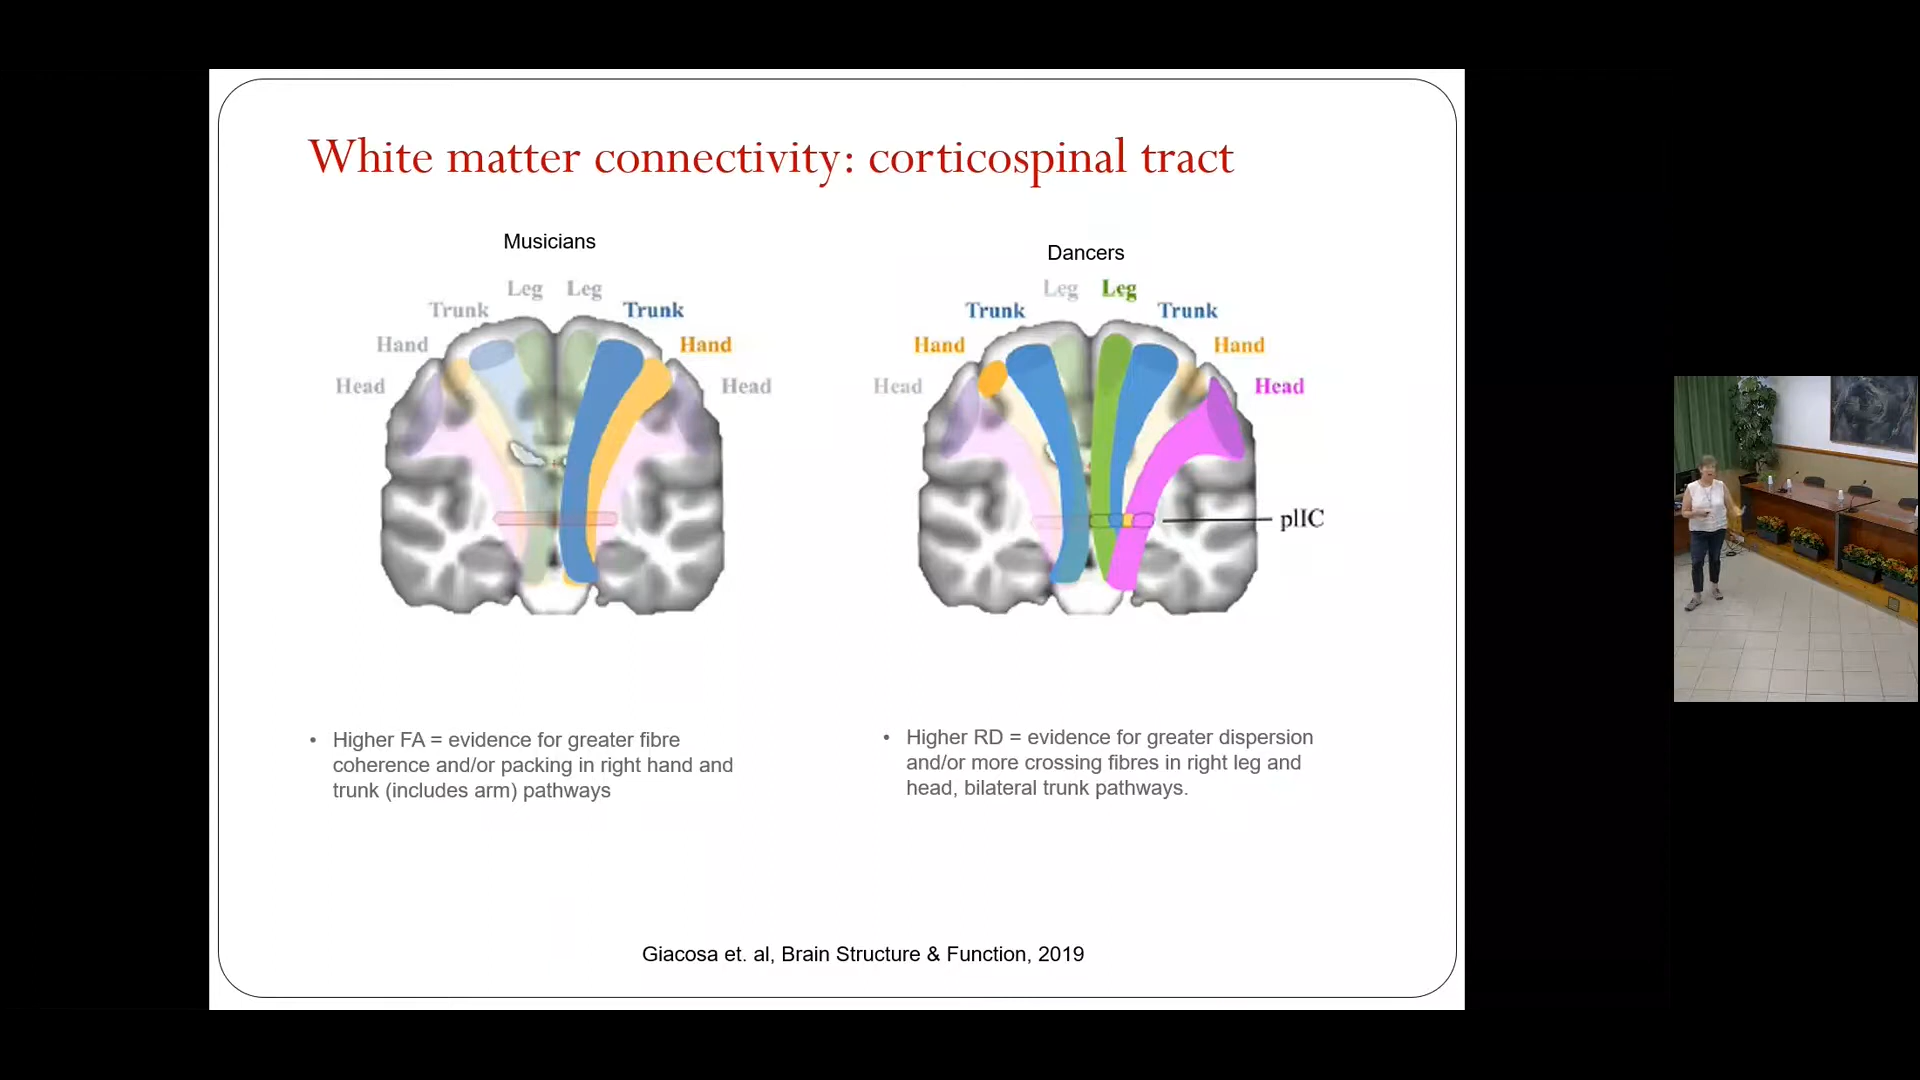 White matter connectivity: corticospinal tract
Musicians
Leg Leg
Trunk Trunk
Hand Hand
Head Head
Dancers
Leg Leg
Trunk Trunk
Hand Hand
Head Head
plIC
• Higher FA = evidence for greater fibre
coherence and/or packing in right hand and
trunk (includes arm) pathways
• Higher RD = evidence for greater dispersion
and/or more crossing fibres in right leg and
head, bilateral trunk pathways.
Giacosa et. al, Brain Structure & Function, 2019